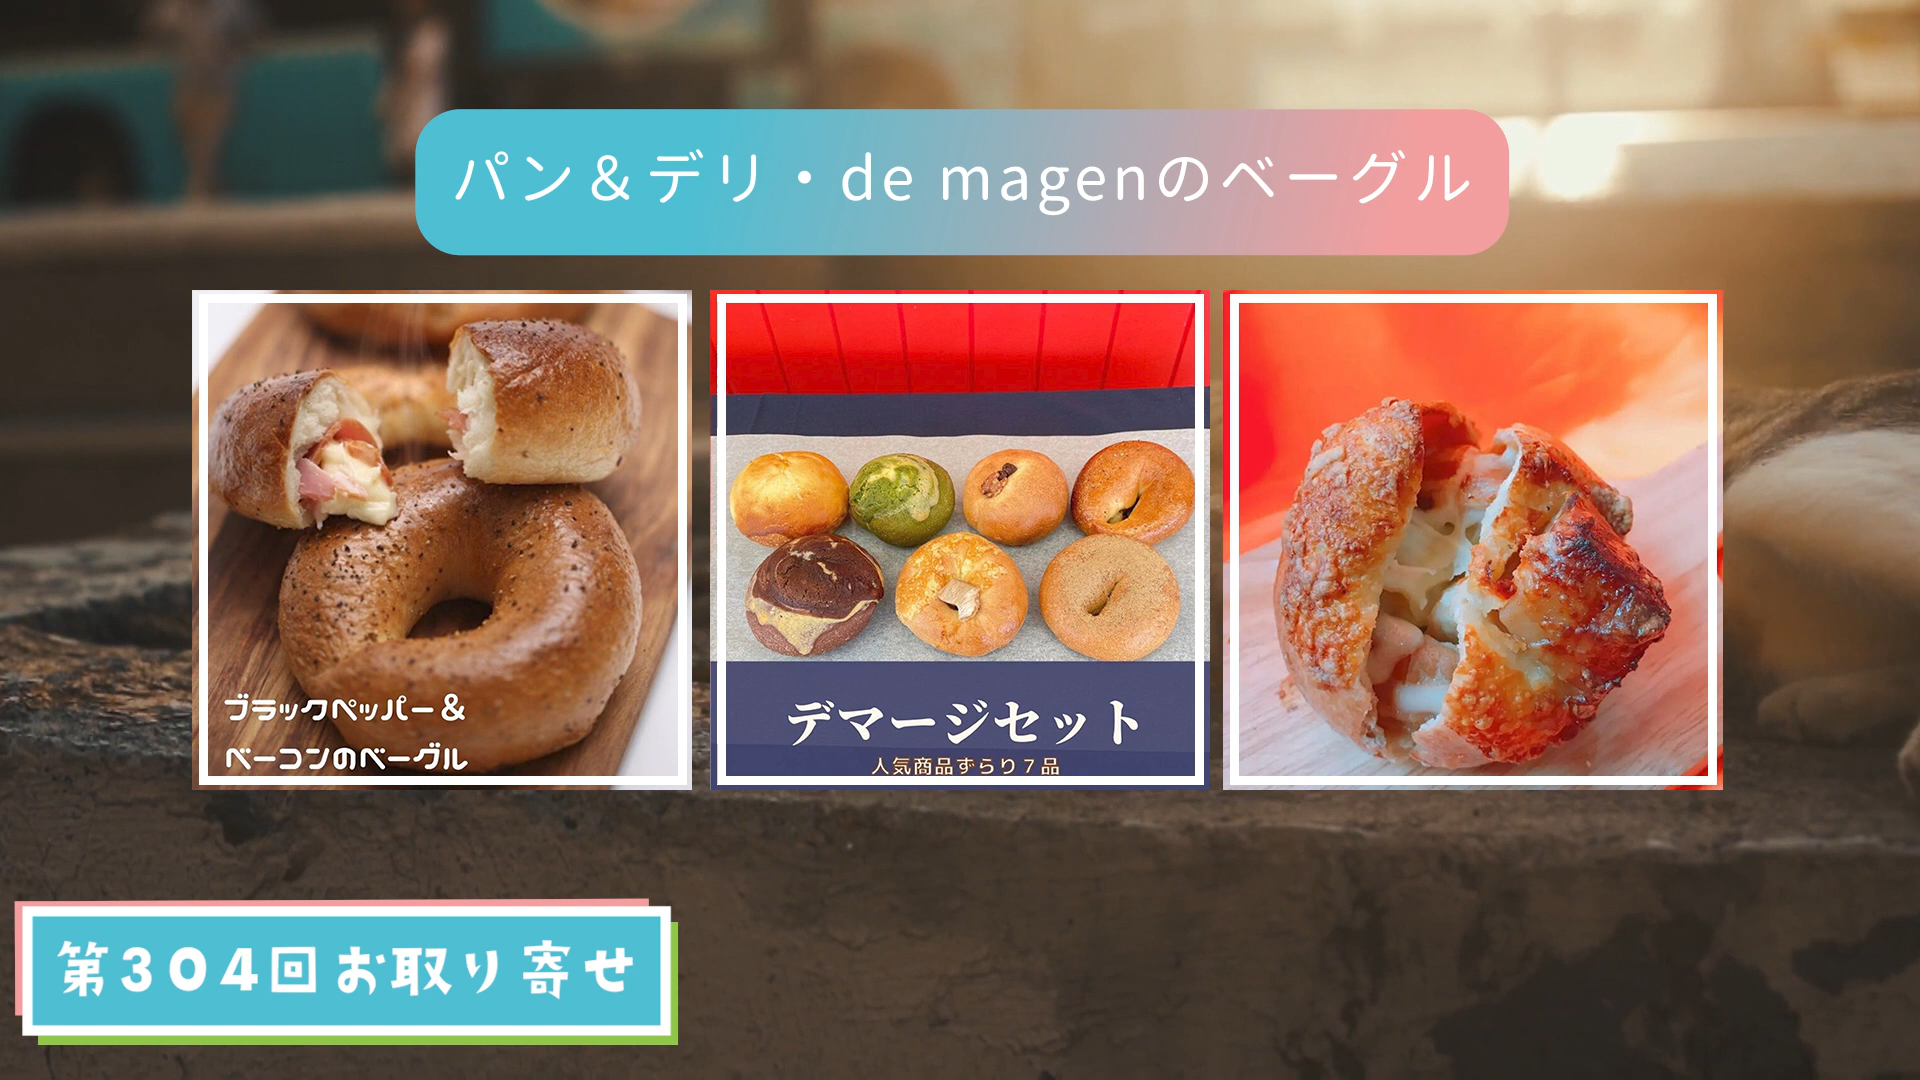 パン＆デリ・de magenのベーグル
ブラックペッパー＆
ベーコンのベーグル
デマージセット
人気商品ずらり７品
第304回お取り寄せ